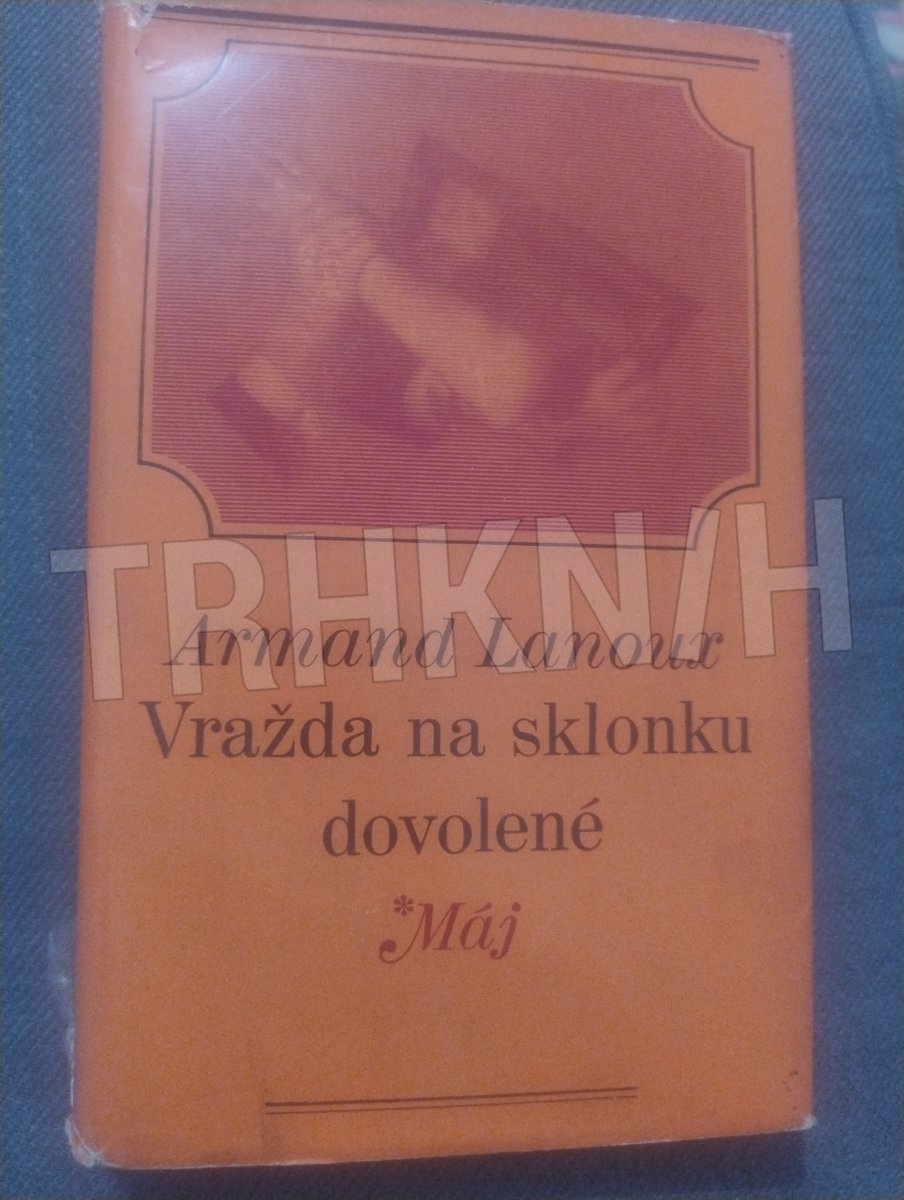 TRHKNIH
Armand Lanoux
Vražda na sklonku
dovolené
*Máj